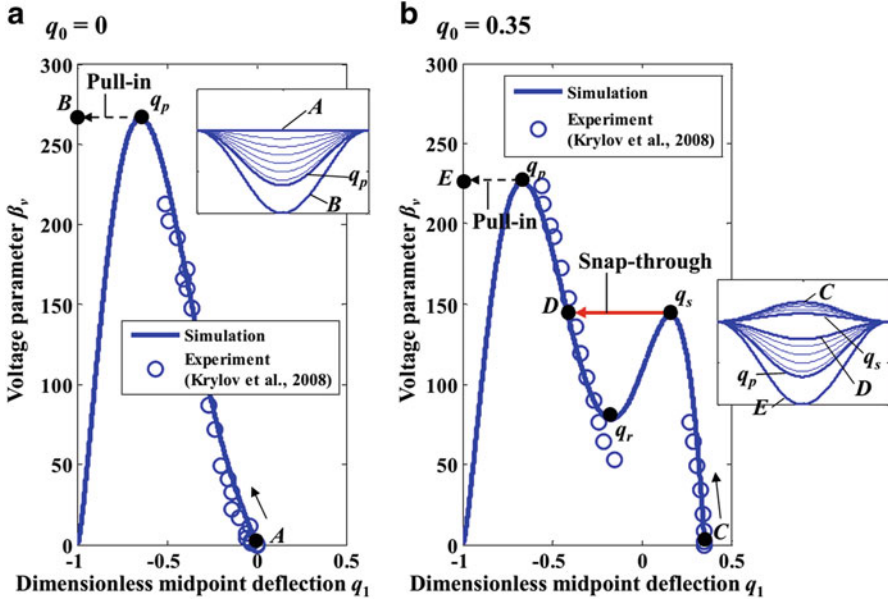 a
q0 = 0
300
250
200
150
100
50
0
-1
-0.5
0
0.5
Voltage parameter βv
Dimensionless midpoint deflection q1
Pull-in
B
qp
A
qp
B
Simulation
Experiment
(Krylov et al., 2008)
A
b
q0 = 0.35
300
250
200
150
100
50
0
-1
-0.5
0
0.5
Voltage parameter βv
Dimensionless midpoint deflection q1
Simulation
Experiment
(Krylov et al., 2008)
E
qp
Pull-in
Snap-through
D
qs
qr
C
C
qs
qp
D
E